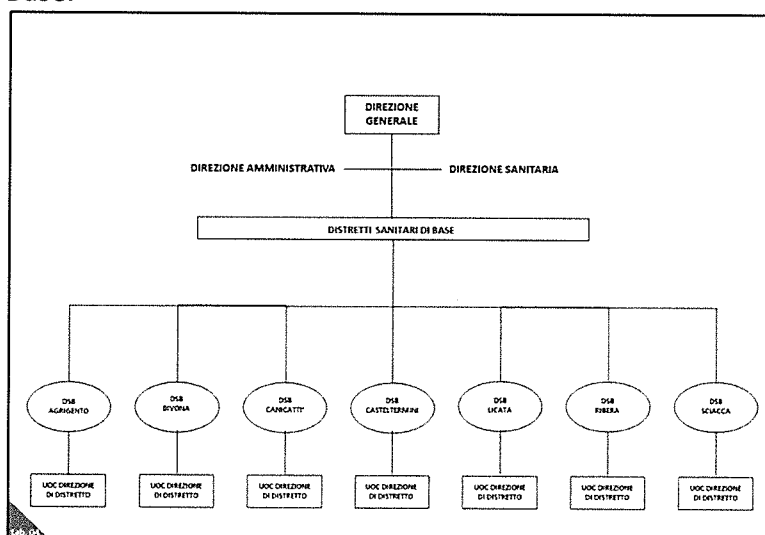 DIREZIONE
GENERALE
DIREZIONE AMMINISTRATIVA
DIREZIONE SANITARIA
DISTRETTI SANITARI DI BASE
DSB
AGRIGENTO
DSB
BIVONA
DSB
CANICATTI'
DSB
CASTELTERMINI
DSB
LICATA
DSB
RIBERA
DSB
SCIACCA
UOC DIREZIONE
DI DISTRETTO
UOC DIREZIONE
DI DISTRETTO
UOC DIREZIONE
DI DISTRETTO
UOC DIREZIONE
DI DISTRETTO
UOC DIREZIONE
DI DISTRETTO
UOC DIREZIONE
DI DISTRETTO
UOC DIREZIONE
DI DISTRETTO